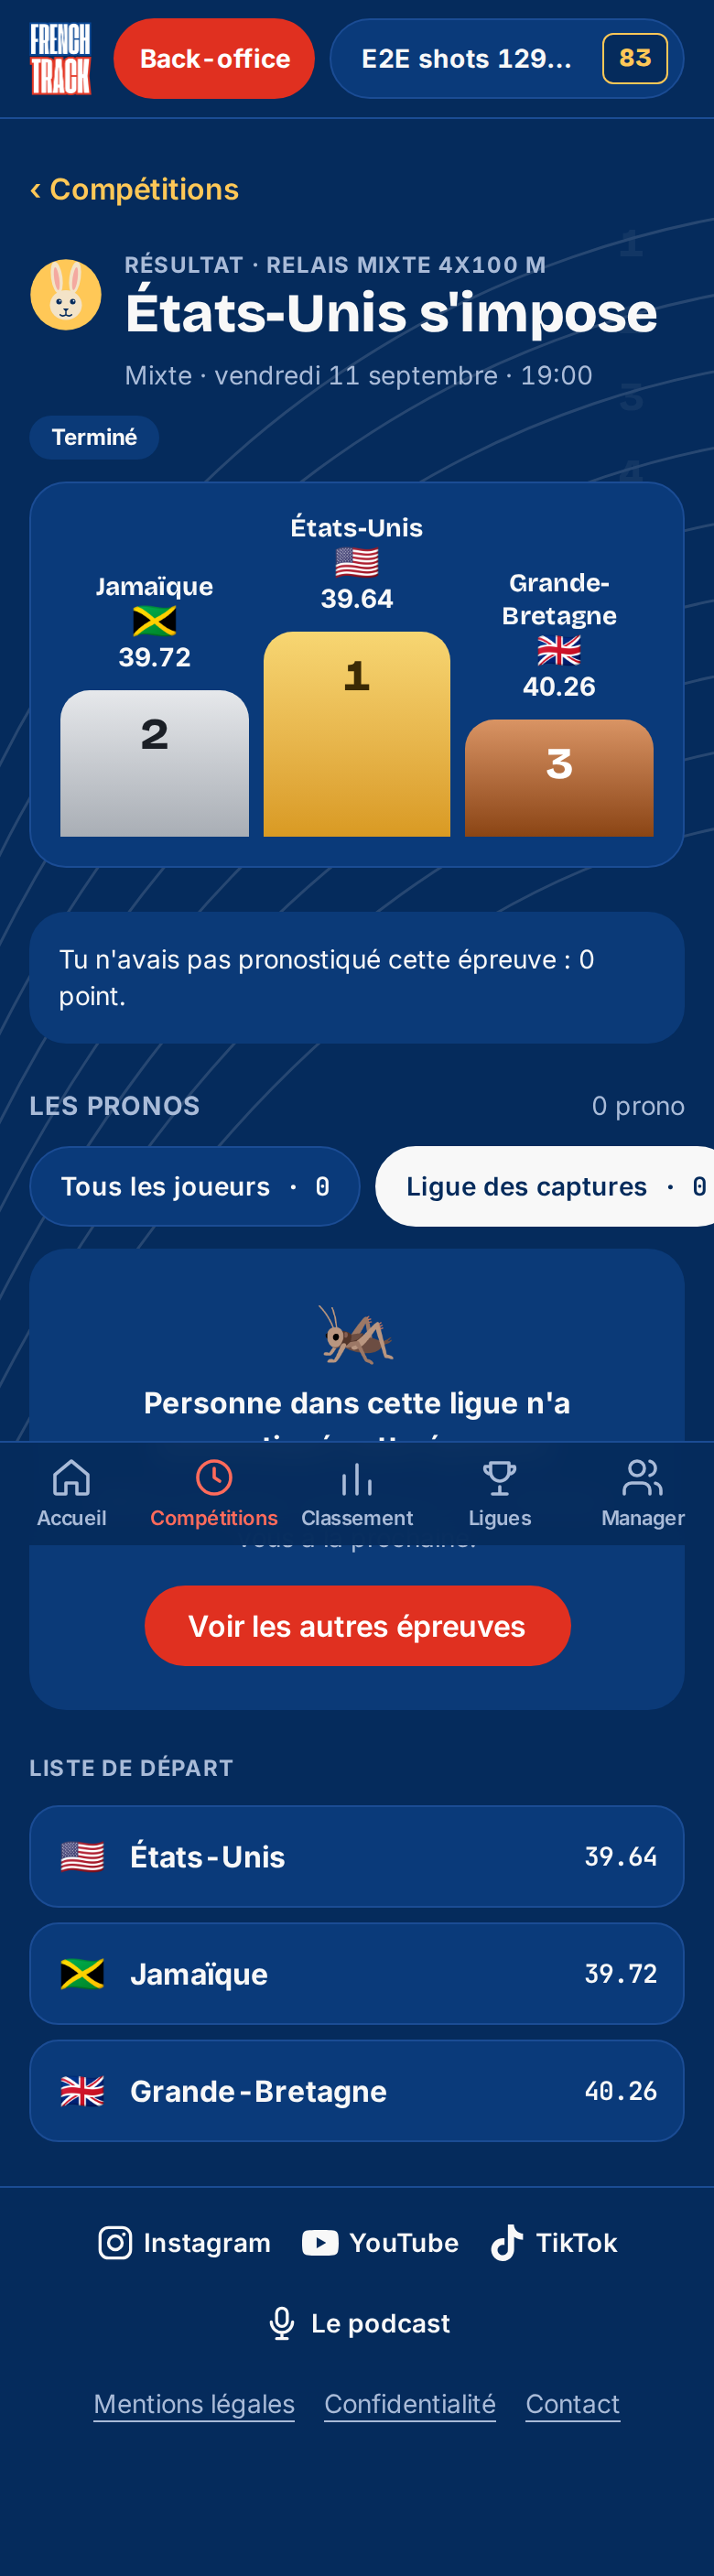 FRENCH
TRACK
Back-office
E2E shots 129...
83
‹ Compétitions
RÉSULTAT · RELAIS MIXTE 4X100 M
États-Unis s'impose
Mixte · vendredi 11 septembre · 19:00
1
3
4
Terminé
États-Unis
39.64
Jamaïque
39.72
Grande-
Bretagne
40.26
1
2
3
Tu n'avais pas pronostiqué cette épreuve : 0
point.
LES PRONOS
0 prono
Tous les joueurs · 0
Ligue des captures · 0
Personne dans cette ligue n'a
Accueil
Compétitions
Classement
Ligues
Manager
Voir les autres épreuves
LISTE DE DÉPART
États-Unis
39.64
Jamaïque
39.72
Grande-Bretagne
40.26
Instagram
YouTube
TikTok
Le podcast
Mentions légales
Confidentialité
Contact